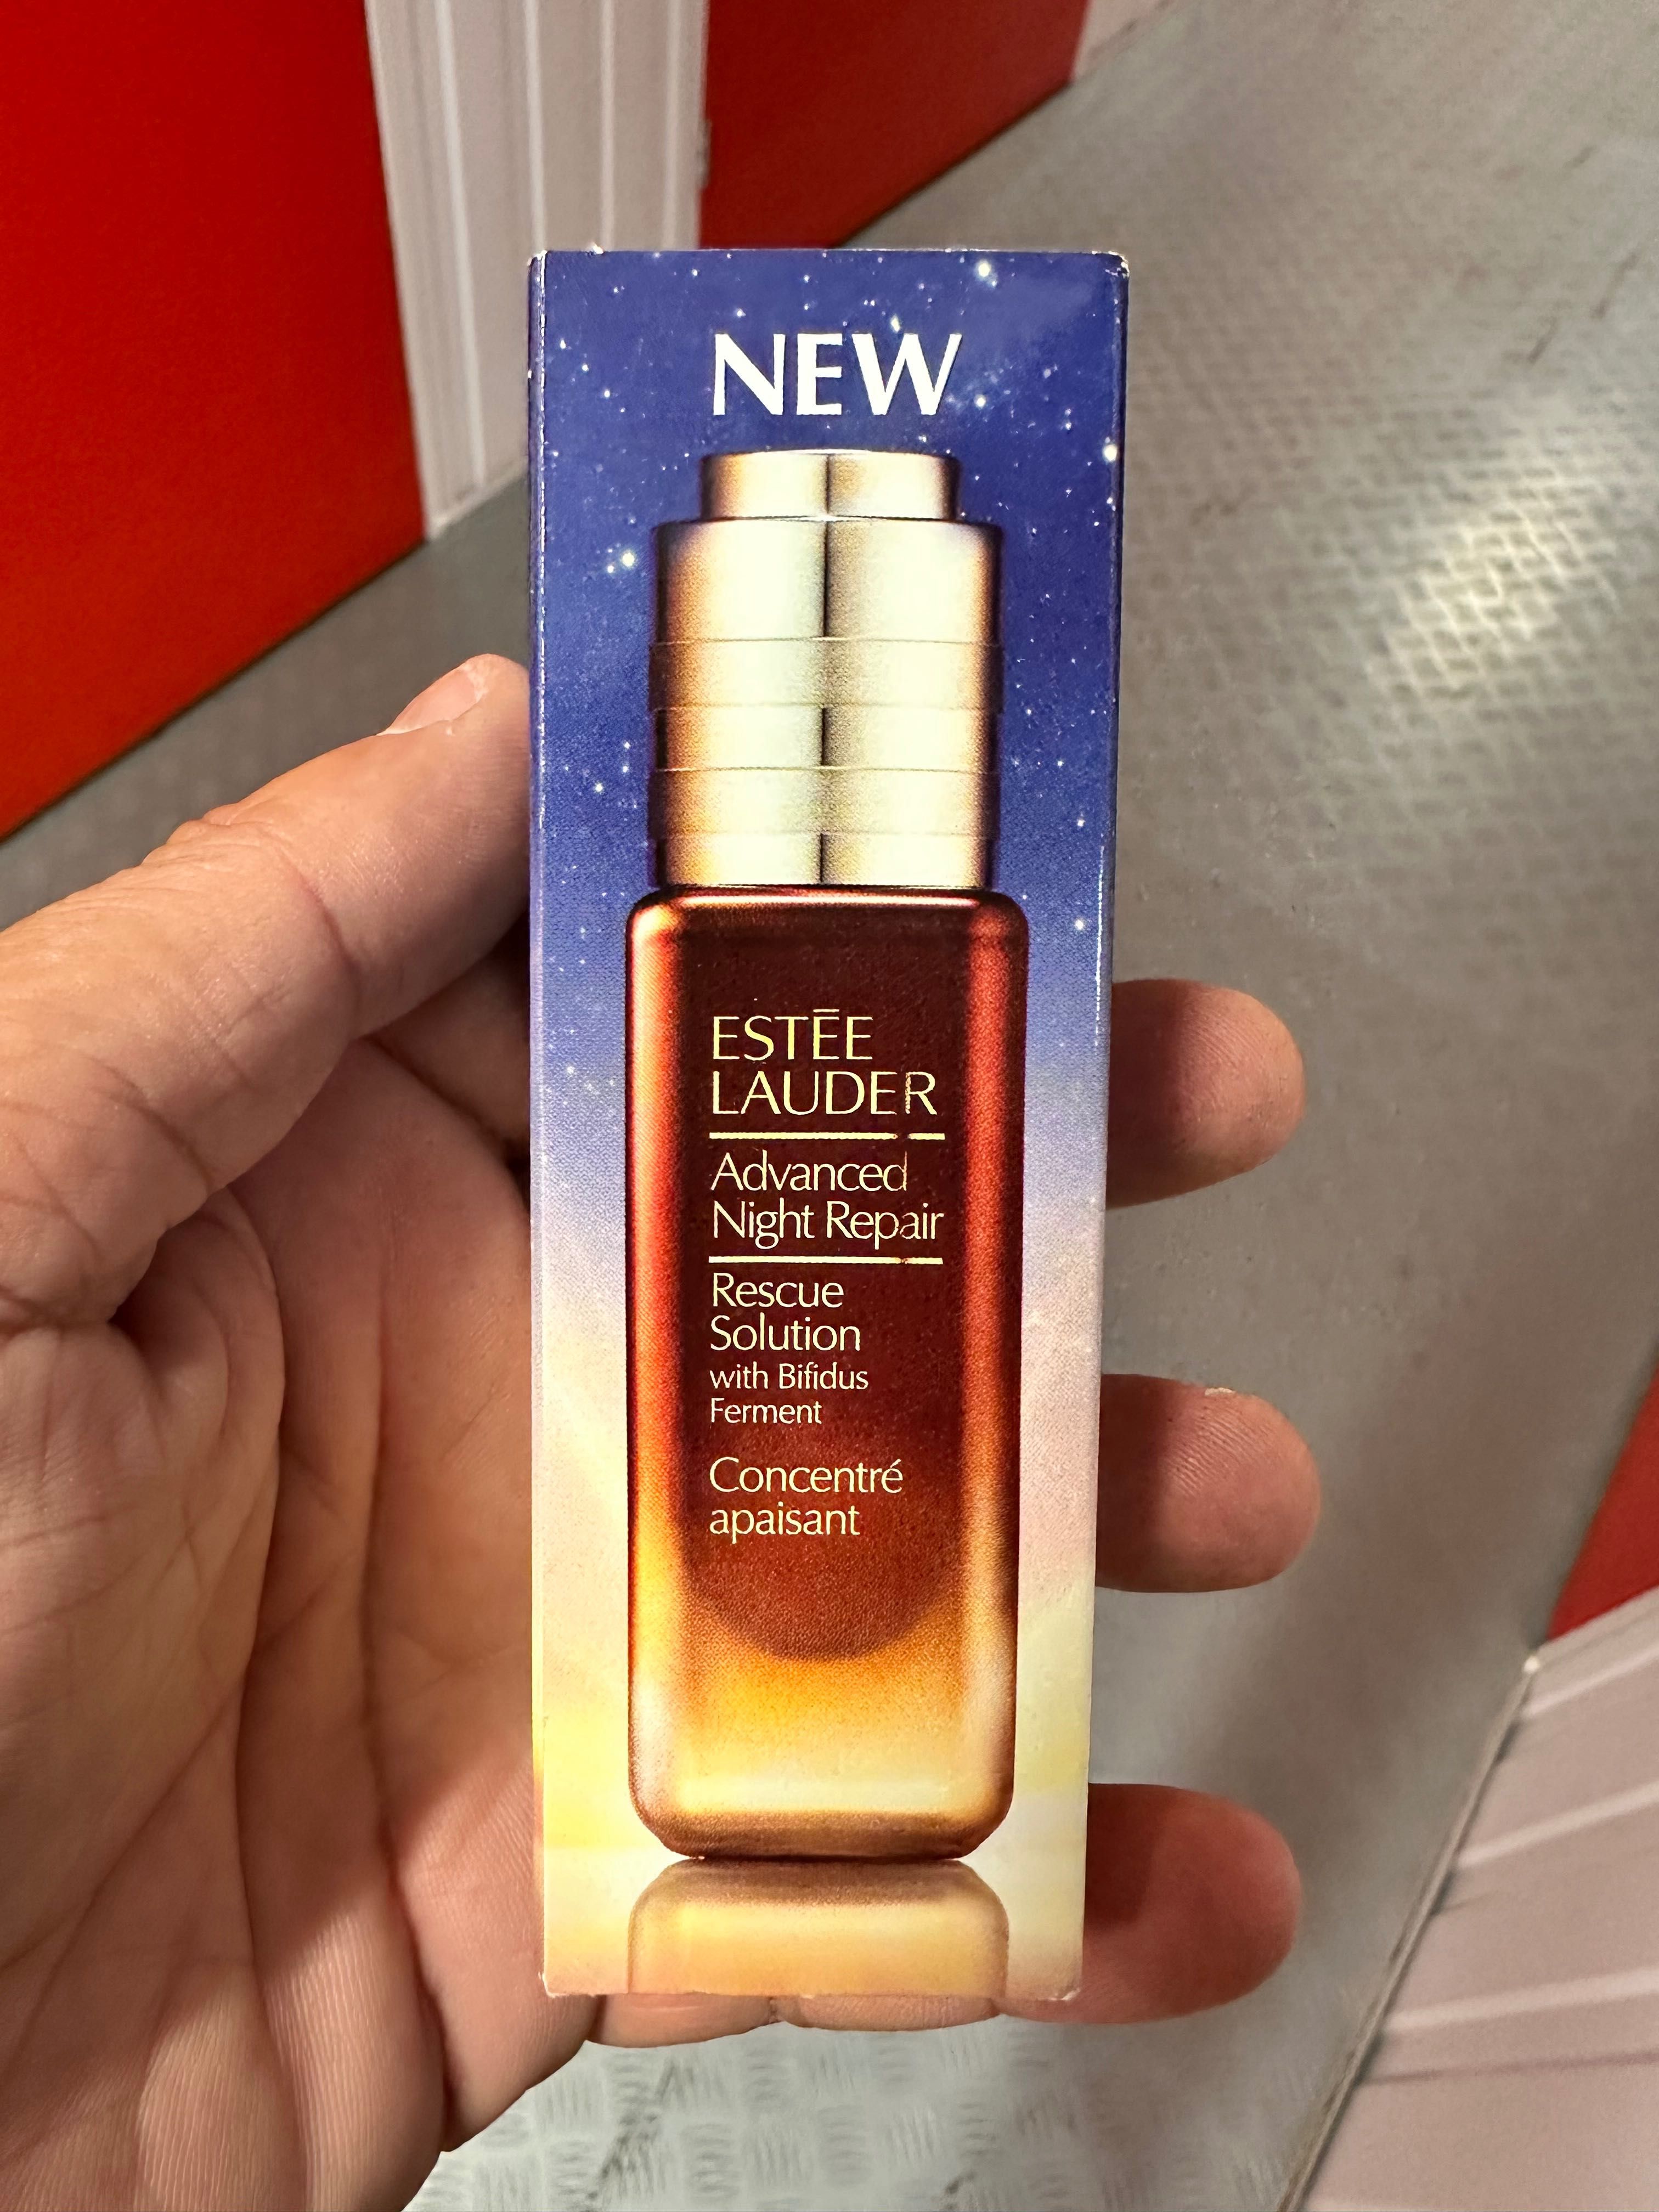 NEW
ESTĒE
LAUDER
Advanced
Night Repair
Rescue
Solution
with Bifidus
Ferment
Concentré
apaisant